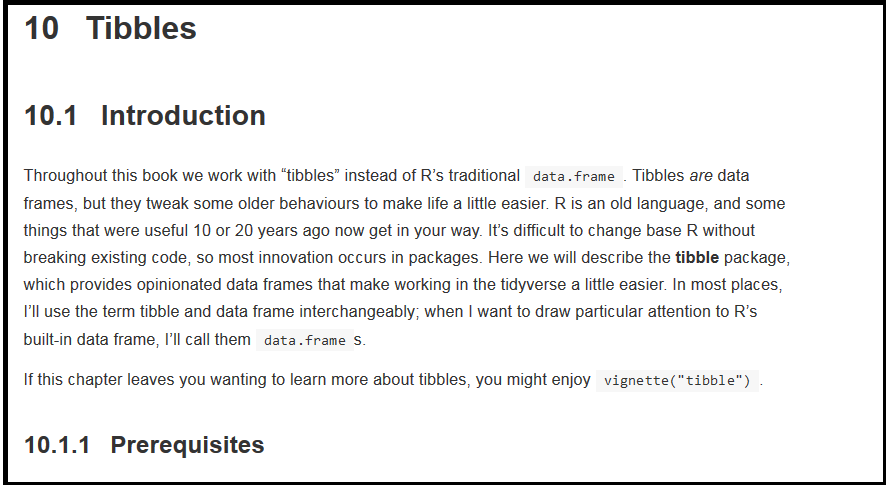 10 Tibbles
10.1 Introduction
Throughout this book we work with “tibbles” instead of R’s traditional data.frame . Tibbles are data
frames, but they tweak some older behaviours to make life a little easier. R is an old language, and some
things that were useful 10 or 20 years ago now get in your way. It’s difficult to change base R without
breaking existing code, so most innovation occurs in packages. Here we will describe the tibble package,
which provides opinionated data frames that make working in the tidyverse a little easier. In most places,
I’ll use the term tibble and data frame interchangeably; when I want to draw particular attention to R’s
built-in data frame, I’ll call them data.frame s.
If this chapter leaves you wanting to learn more about tibbles, you might enjoy vignette("tibble") .
10.1.1 Prerequisites